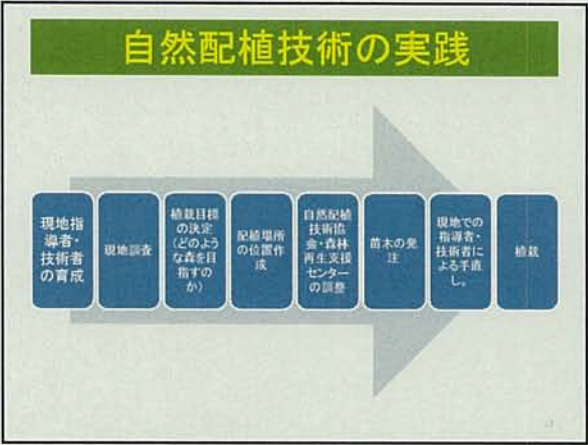 自然配植技術の実践
現地指
導者・
技術者
の育成
現地調査
植栽目標
の決定
(どのよう
な森を目
指すのか)
配植場所
の位置作
成
自然配植
技術協
会・森林
再生支援
センター
の調整
苗木の発
注
現地での
指導者・
技術者に
よる手直
し。
植栽